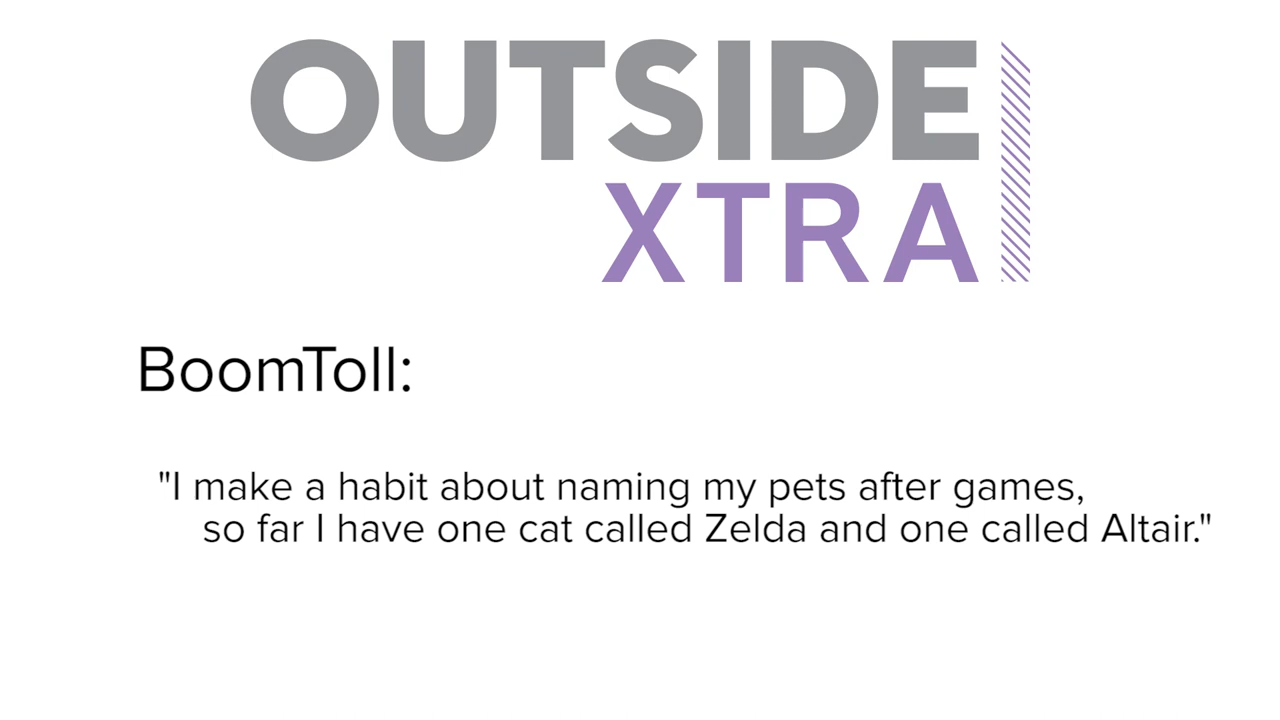 OUTSIDE
XTRA
BoomToll:
"I make a habit about naming my pets after games,
so far I have one cat called Zelda and one called Altair."